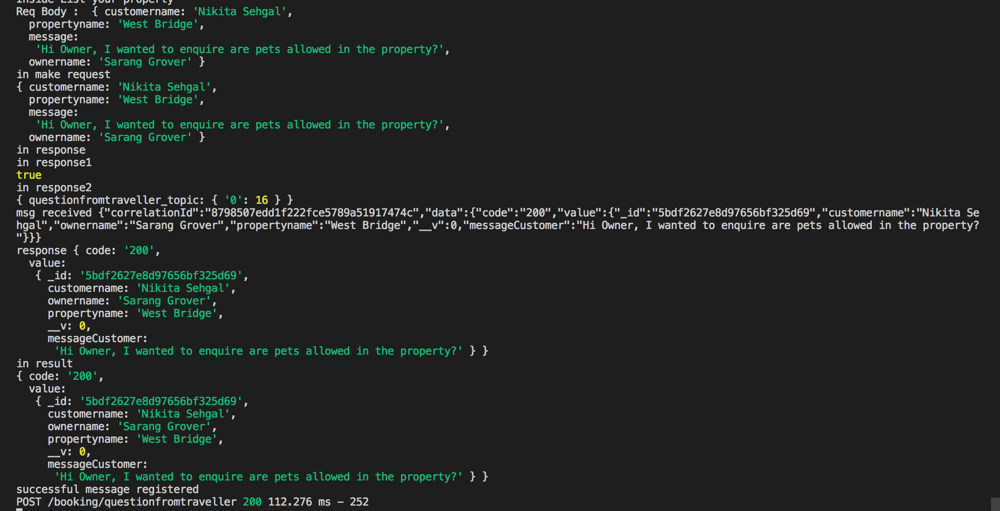 Inside List your property
Req Body :  { customername: 'Nikita Sehgal',
  propertyname: 'West Bridge',
  message:
   'Hi Owner, I wanted to enquire are pets allowed in the property?',
  ownername: 'Sarang Grover' }
in make request
{ customername: 'Nikita Sehgal',
  propertyname: 'West Bridge',
  message:
   'Hi Owner, I wanted to enquire are pets allowed in the property?',
  ownername: 'Sarang Grover' }
in response
in response1
true
in response2
{ questionfromtraveller_topic: { '0': 16 } }
msg received {"correlationId":"8798507edd1f222fce5789a51917474c","data":{"code":"200","value":{"_id":"5bdf2627e8d97656bf325d69","customername":"Nikita Se
hgal","ownername":"Sarang Grover","propertyname":"West Bridge","__v":0,"messageCustomer":"Hi Owner, I wanted to enquire are pets allowed in the property?
"}}}
response { code: '200',
  value:
   { _id: '5bdf2627e8d97656bf325d69',
     customername: 'Nikita Sehgal',
     ownername: 'Sarang Grover',
     propertyname: 'West Bridge',
     __v: 0,
     messageCustomer:
      'Hi Owner, I wanted to enquire are pets allowed in the property?' } }
in result
{ code: '200',
  value:
   { _id: '5bdf2627e8d97656bf325d69',
     customername: 'Nikita Sehgal',
     ownername: 'Sarang Grover',
     propertyname: 'West Bridge',
     __v: 0,
     messageCustomer:
      'Hi Owner, I wanted to enquire are pets allowed in the property?' } }
successful message registered
POST /booking/questionfromtraveller 200 112.276 ms - 252